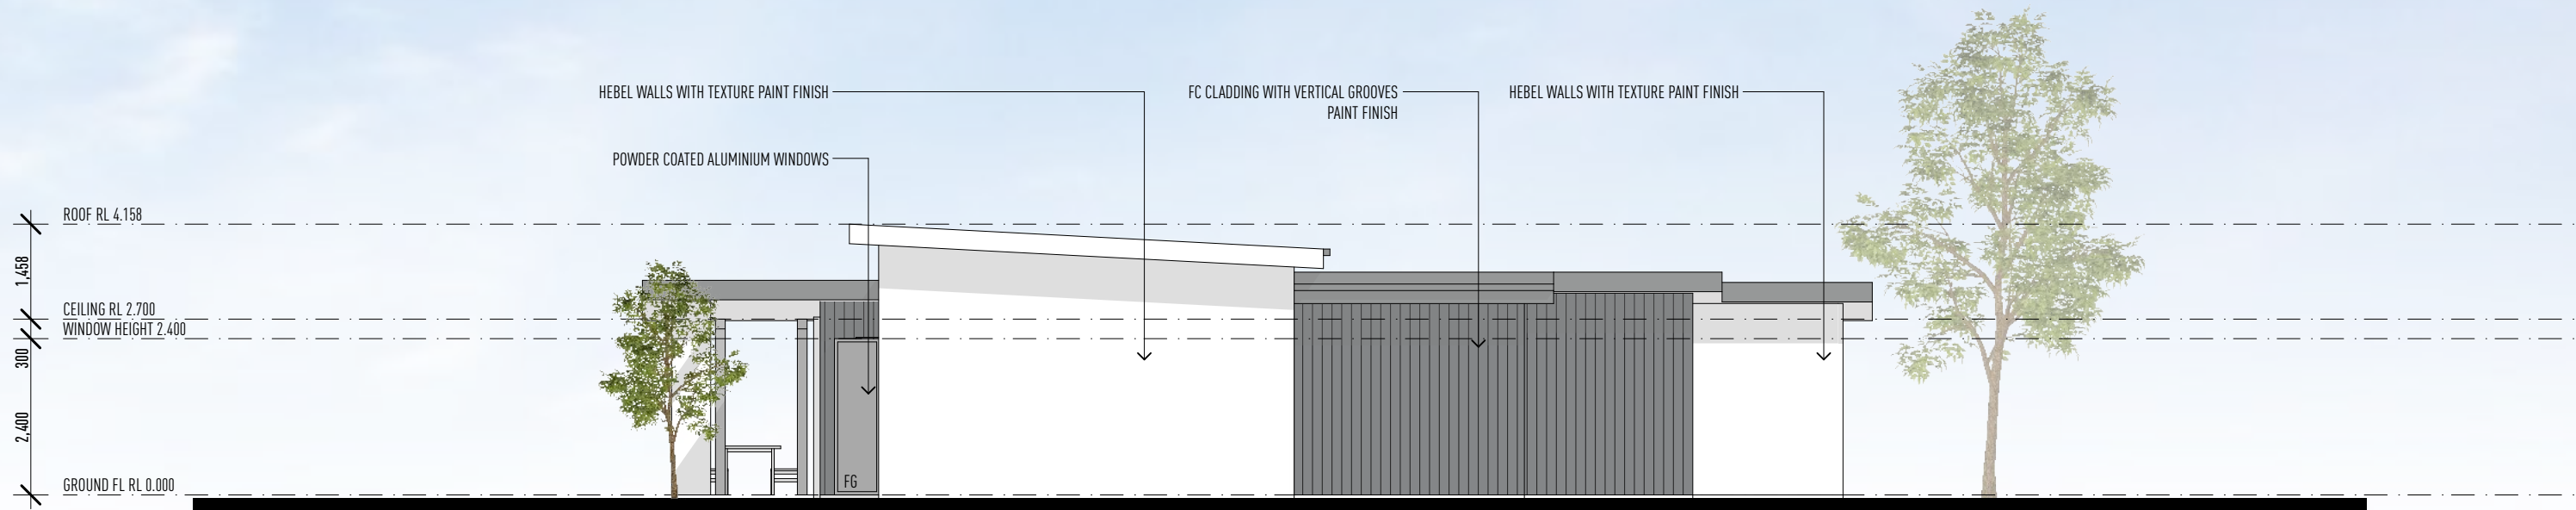 HEBEL WALLS WITH TEXTURE PAINT FINISH
FC CLADDING WITH VERTICAL GROOVES
PAINT FINISH
HEBEL WALLS WITH TEXTURE PAINT FINISH
POWDER COATED ALUMINIUM WINDOWS
ROOF RL 4.158
1,458
CEILING RL 2.700
WINDOW HEIGHT 2.400
300
2,400
GROUND FL RL 0.000
FG